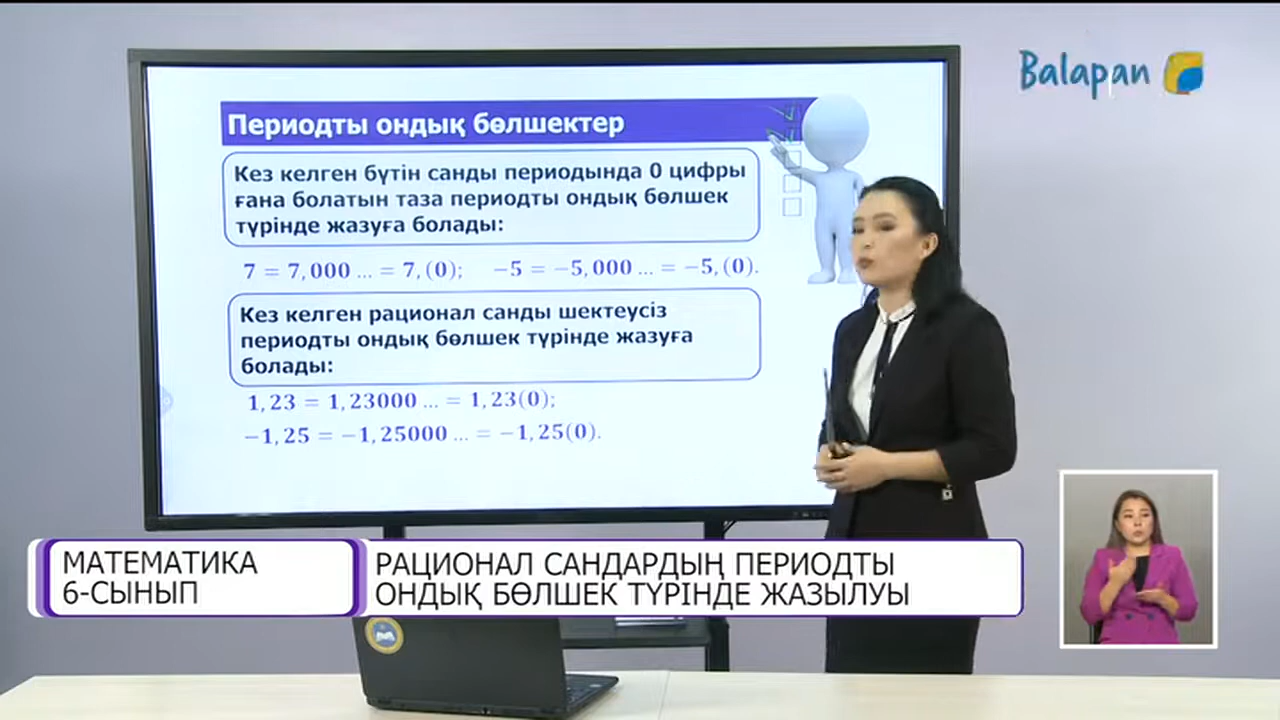 Balapan
Периодты ондық бөлшектер
Кез келген бүтін санды периодында 0 цифры
ғана болатын таза периодты ондық бөлшек
түрінде жазуға болады:
7 = 7,000 ... = 7,(0); −5 = −5,000 ... = −5,(0).
Кез келген рационал санды шектеусіз
периодты ондық бөлшек түрінде жазуға
болады:
1,23 = 1,23000 ... = 1,23(0);
−1,25 = −1,25000 ... = −1,25(0).
МАТЕМАТИКА
6-СЫНЫП
РАЦИОНАЛ САНДАРДЫҢ ПЕРИОДТЫ
ОНДЫҚ БӨЛШЕК ТҮРІНДЕ ЖАЗЫЛУЫ